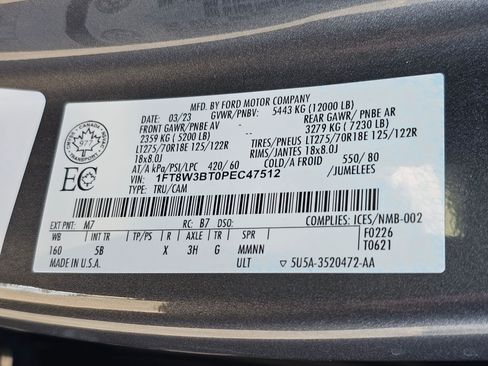 MFD. BY FORD MOTOR COMPANY
03/23 GVWR/PNBV: 5443 KG (12000 LB)
FRONT GAWR/PNBE AV REAR GAWR / PNBE AR
2359 KG ( 5200 LB) 3279 KG ( 7230 LB)
LT275/70R18E 125/122R TIRES/PNEUS LT275/70R18E 125/122R
18x8.0J RIMS/JANTES 18x8.0J
AT/A kPa/PSI/LPC 420/60 COLD/A FROID 550/80
VIN: 1FT8W3BT0PEC47512 /JUMELEES
TYPE: TRU/CAM
CANADA
977
TRANSPORT
EC
EXT PNT: M7 RC: B7 DSO: COMPLIES: ICES/NMB-002
WB INT TR TP/PS R AXLE TR SPR F0226
160 5B X 3H G MMNN T0621
MADE IN U.S.A. ULT ▽ 5U5A-3520472-AA